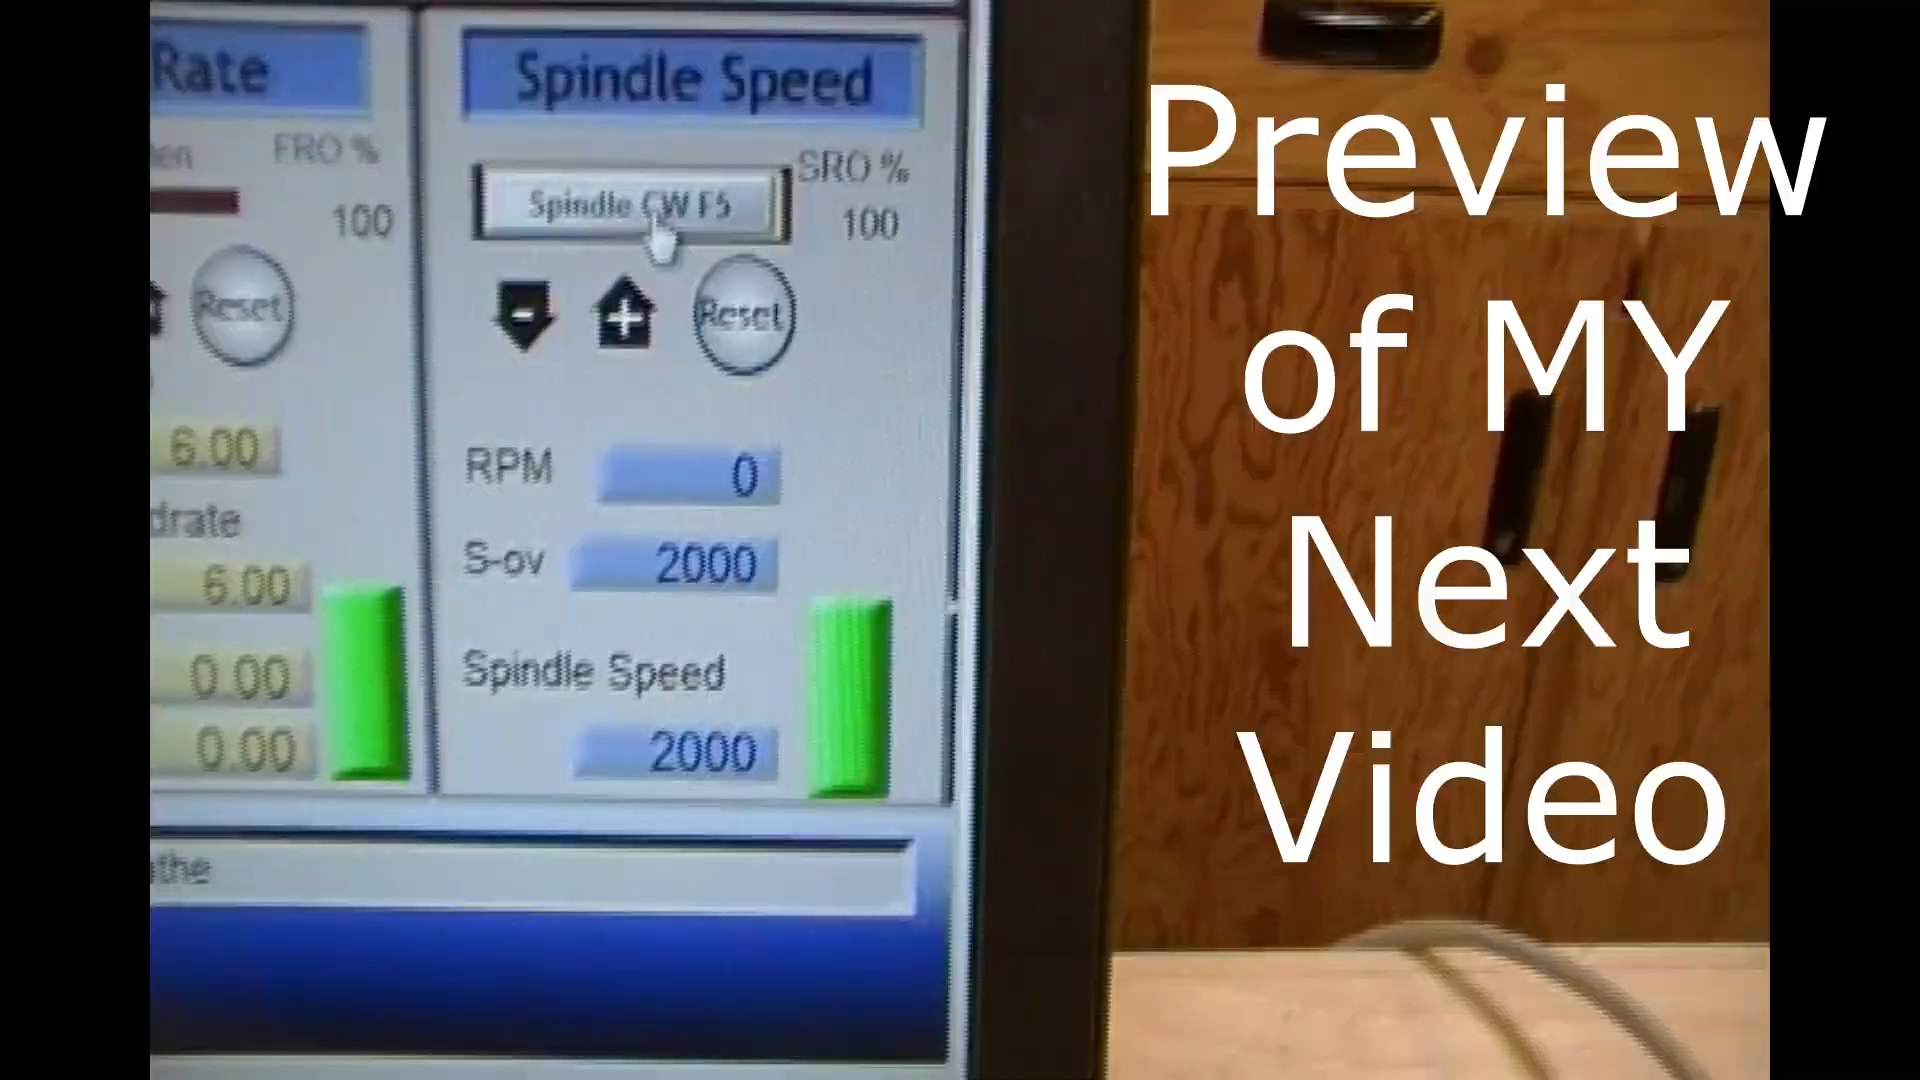 Rate
FRO %
100
Reset
6.00
drate
6.00
0.00
0.00
Spindle Speed
Spindle CW F5
SRO %
100
-
+
Reset
RPM 0
S-ov 2000
Spindle Speed
2000
Preview
of MY
Next
Video